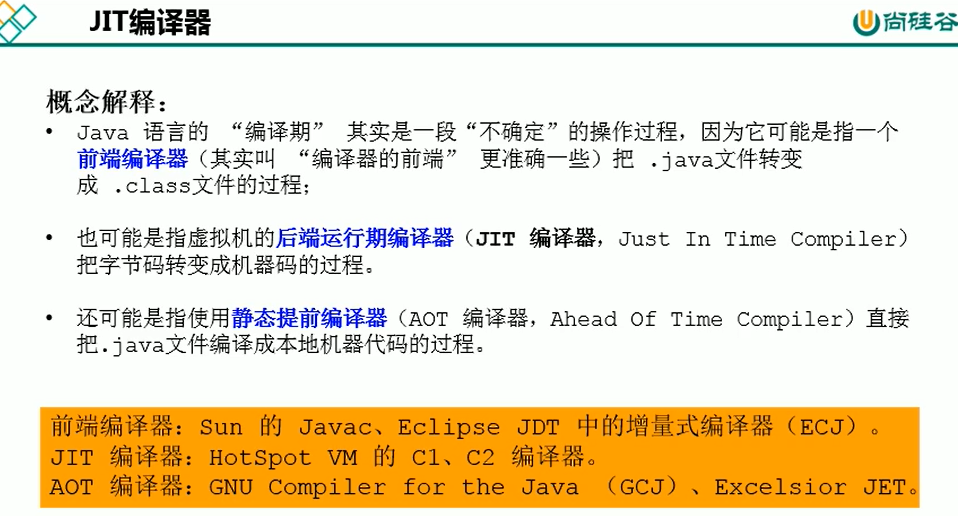 JIT编译器
尚硅谷
概念解释：
• Java 语言的 “编译期” 其实是一段“不确定”的操作过程，因为它可能是指一个
前端编译器（其实叫 “编译器的前端” 更准确一些）把 .java文件转变
成 .class文件的过程；
• 也可能是指虚拟机的后端运行期编译器（JIT 编译器，Just In Time Compiler）
把字节码转变成机器码的过程。
• 还可能是指使用静态提前编译器（AOT 编译器，Ahead Of Time Compiler）直接
把.java文件编译成本地机器代码的过程。
前端编译器：Sun 的 Javac、Eclipse JDT 中的增量式编译器（ECJ）。
JIT 编译器：HotSpot VM 的 C1、C2 编译器。
AOT 编译器：GNU Compiler for the Java （GCJ）、Excelsior JET。